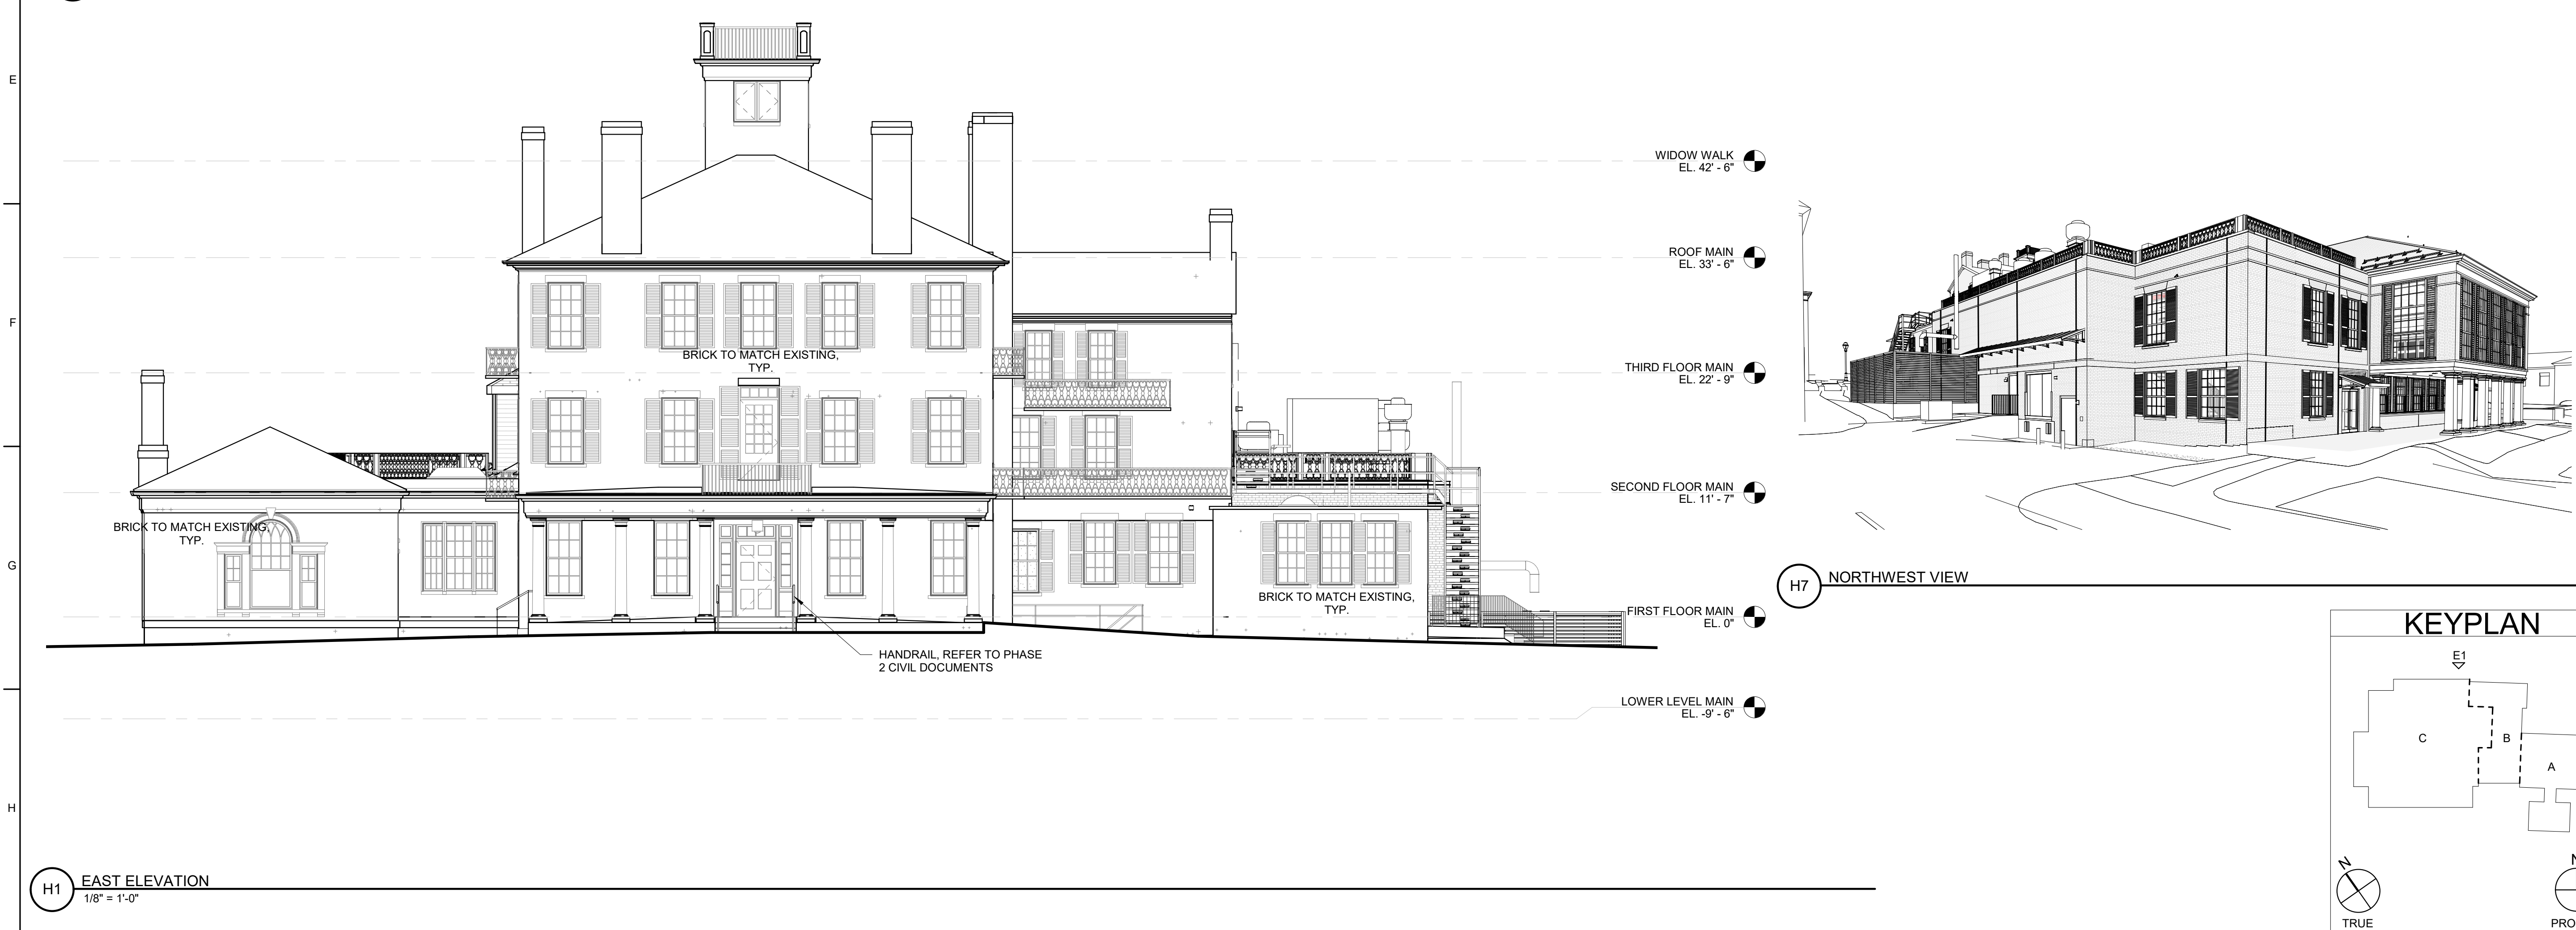 E
F
G
H
WIDOW WALK
EL. 42' - 6"
ROOF MAIN
EL. 33' - 6"
THIRD FLOOR MAIN
EL. 22' - 9"
SECOND FLOOR MAIN
EL. 11' - 7"
FIRST FLOOR MAIN
EL. 0"
LOWER LEVEL MAIN
EL. -9' - 6"
BRICK TO MATCH EXISTING,
TYP.
BRICK TO MATCH EXISTING,
TYP.
BRICK TO MATCH EXISTING,
TYP.
HANDRAIL, REFER TO PHASE
2 CIVIL DOCUMENTS
H1
EAST ELEVATION
1/8" = 1'-0"
H7
NORTHWEST VIEW
KEYPLAN
E1
C
B
A
N
TRUE
N
PRO